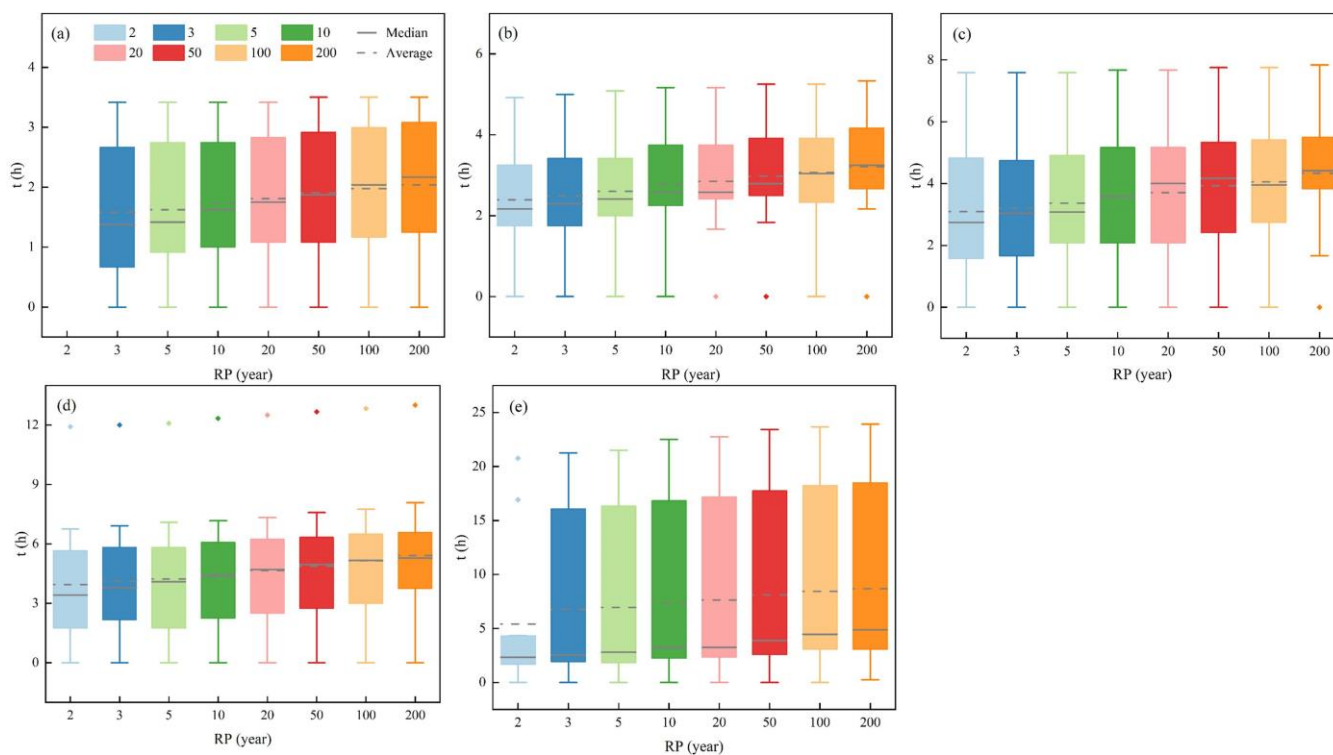 (a) 2 3 5 10 Median
20 50 100 200 Average
4
3
2
1
0
t (h)
2 3 5 10 20 50 100 200
RP (year)
(b)
6
4
2
0
t (h)
2 3 5 10 20 50 100 200
RP (year)
(c)
8
6
4
2
0
t (h)
2 3 5 10 20 50 100 200
RP (year)
(d)
12
9
6
3
0
t (h)
2 3 5 10 20 50 100 200
RP (year)
(e)
25
20
15
10
5
0
t (h)
2 3 5 10 20 50 100 200
RP (year)